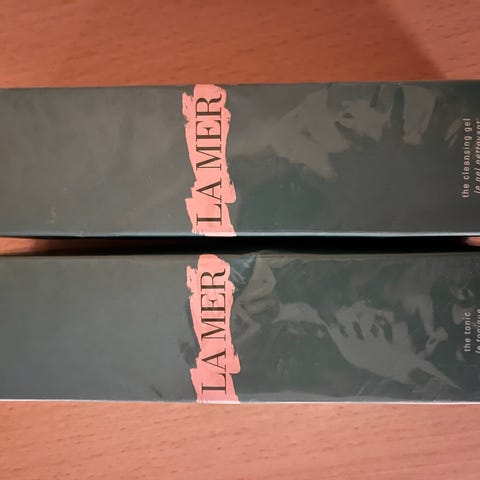 LA MER
the cleansing gel
le gel nettoyant
LA MER
the tonic
le tonique